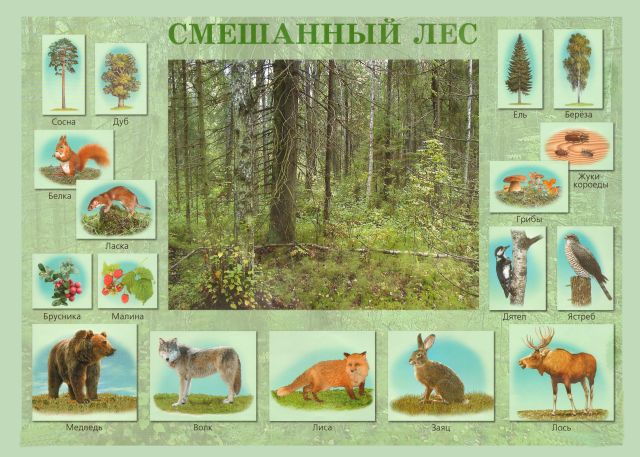 СМЕШАННЫЙ ЛЕС
Сосна
Дуб
Ель
Берёза
Белка
Жуки
короеды
Ласка
Грибы
Брусника
Малина
Дятел
Ястреб
Медведь
Волк
Лиса
Заяц
Лось